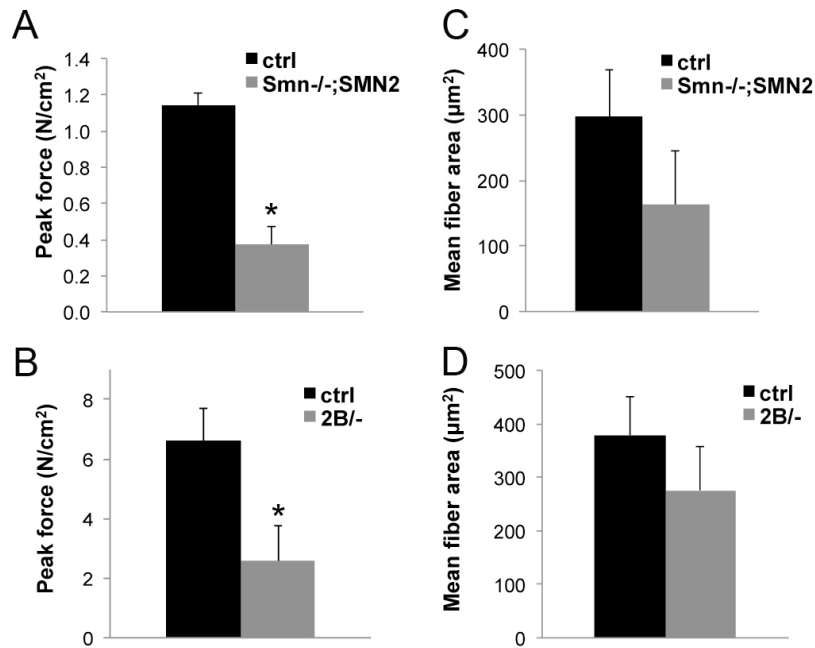 A
Peak force (N/cm²)
1.4
1.2
1.0
0.8
0.6
0.4
0.2
0.0
ctrl
Smn-/-;SMN2
*
C
Mean fiber area (µm²)
400
300
200
100
0
ctrl
Smn-/-;SMN2
B
Peak force (N/cm²)
8
6
4
2
0
ctrl
2B/-
*
D
Mean fiber area (µm²)
500
400
300
200
100
0
ctrl
2B/-